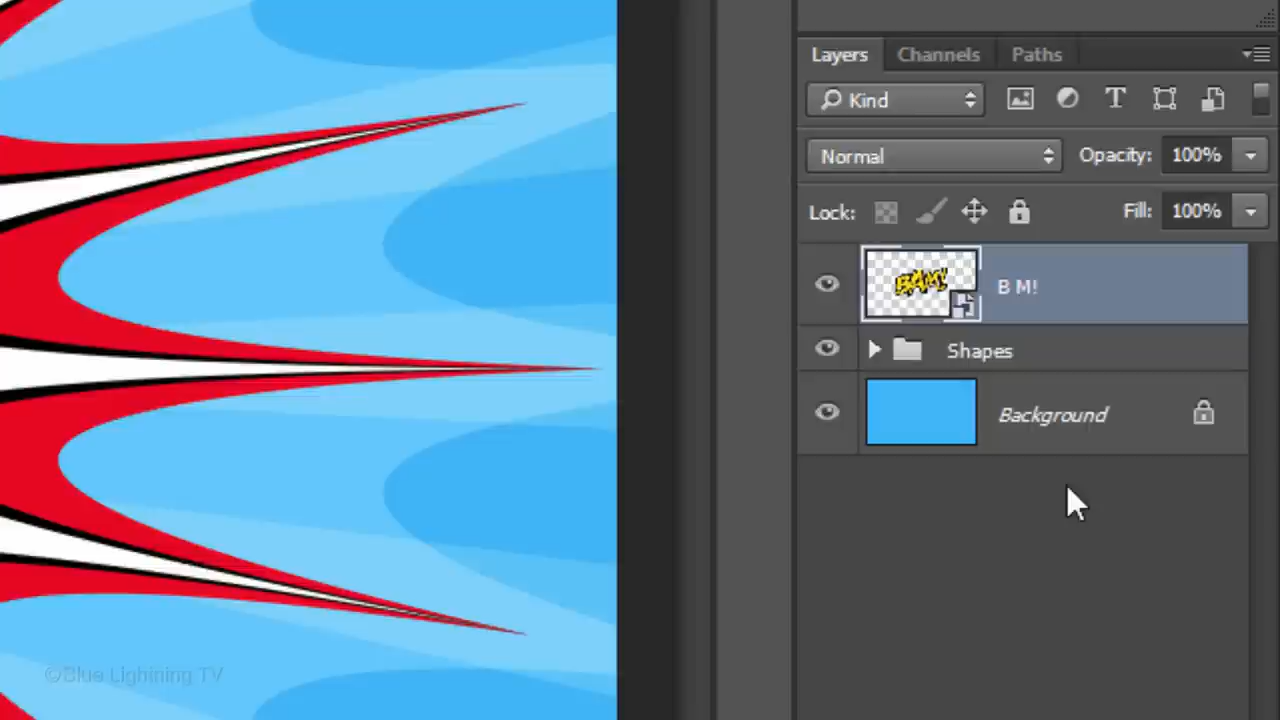 Layers Channels Paths
Kind
Normal Opacity: 100%
Lock: Fill: 100%
BAM!
B M!
Shapes
Background
©Blue Lightning TV